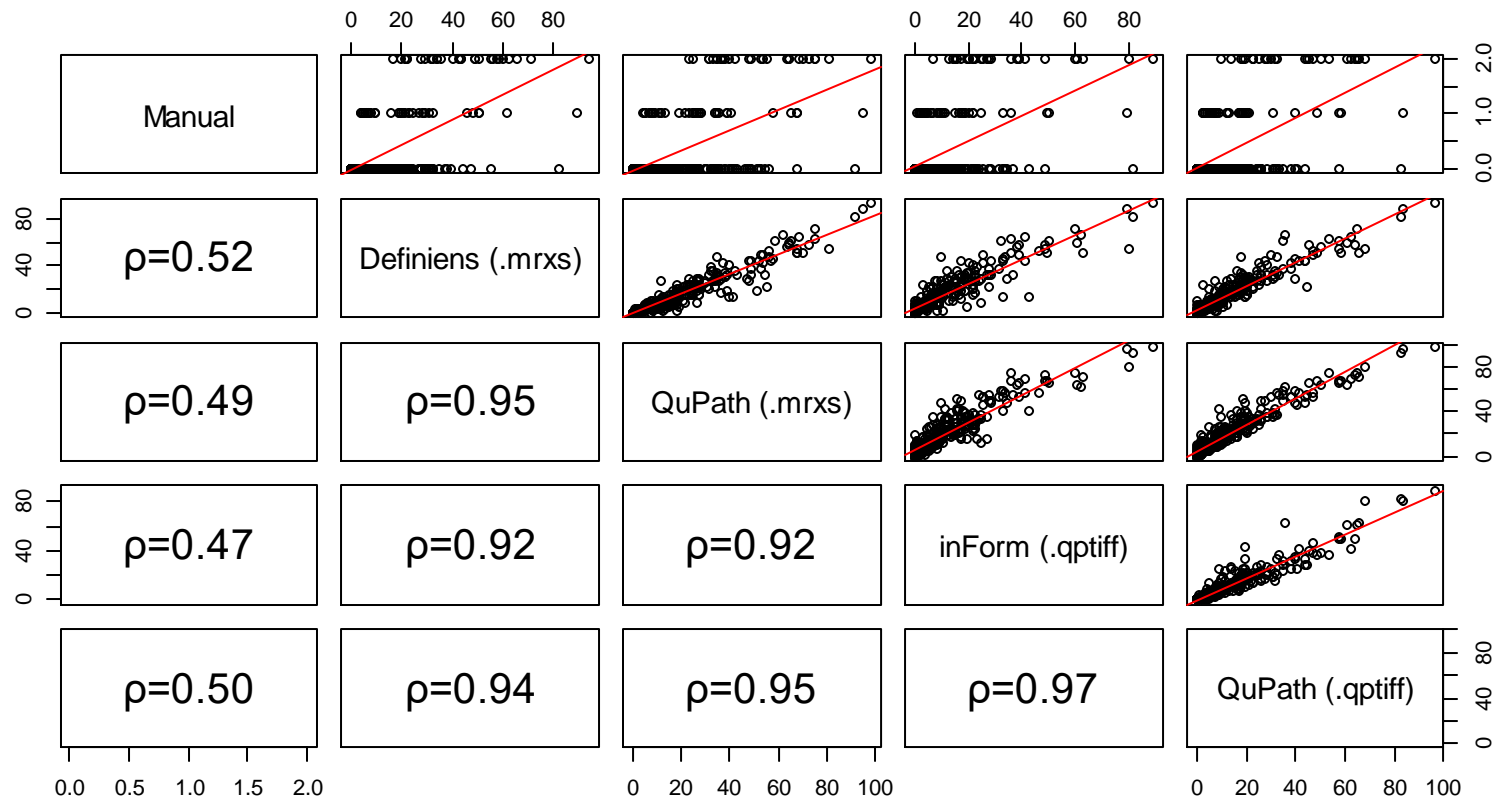 0 20 40 60 80 0 20 40 60 80
Manual 0.0 1.0 2.0
0 40 80 ρ=0.52 Definiens (.mrxs)
ρ=0.49 ρ=0.95 QuPath (.mrxs) 0 40 80
0 40 80 ρ=0.47 ρ=0.92 ρ=0.92 inForm (.qptiff)
ρ=0.50 ρ=0.94 ρ=0.95 ρ=0.97 QuPath (.qptiff) 0 40 80
0.0 0.5 1.0 1.5 2.0 0 20 40 60 80 100 0 20 40 60 80 100